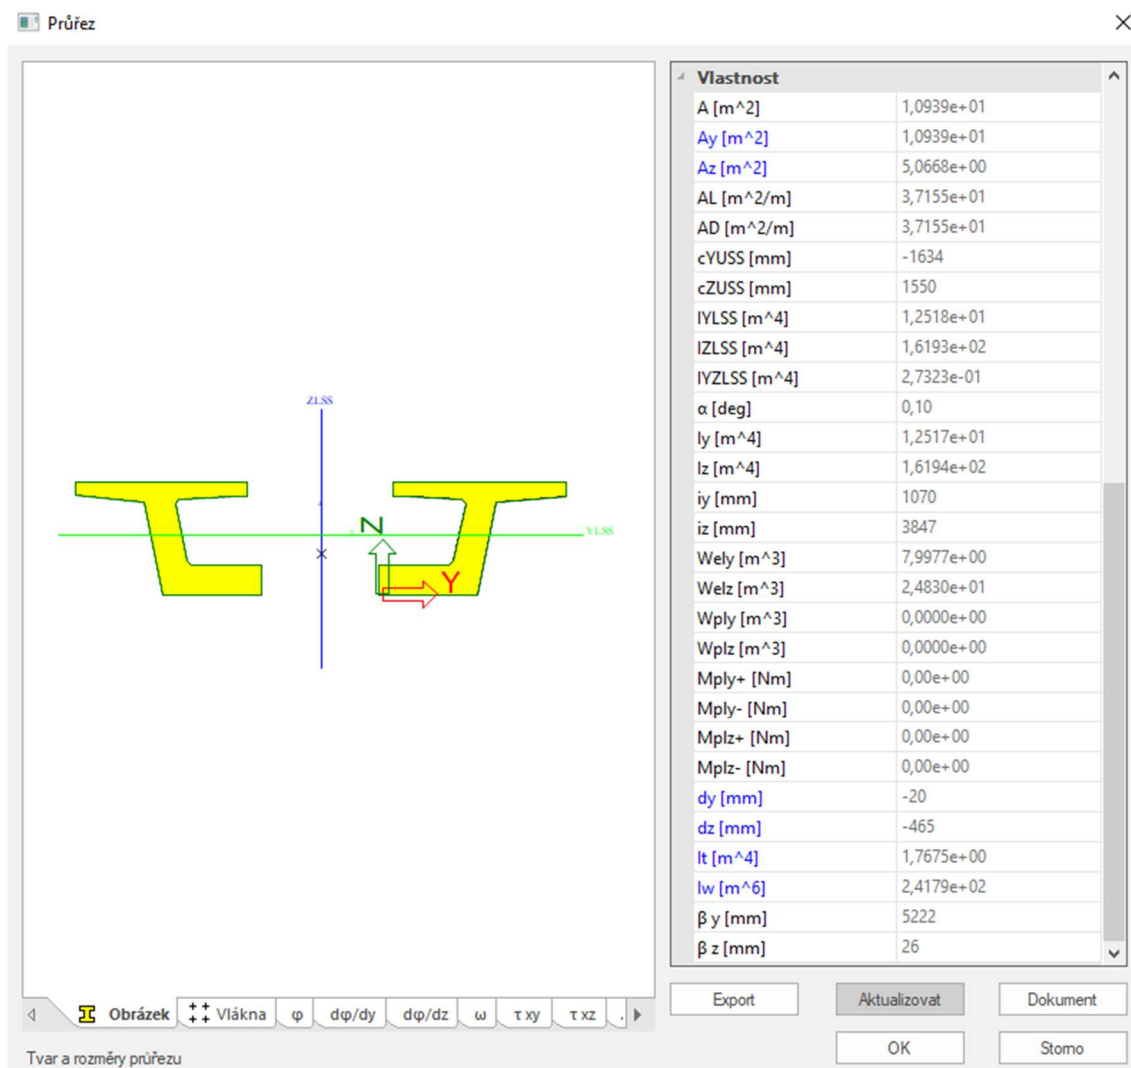 Průřez
ZLSS
N
YLSS
Y
Vlastnost
A [m^2] 1,0939e+01
Ay [m^2] 1,0939e+01
Az [m^2] 5,0668e+00
AL [m^2/m] 3,7155e+01
AD [m^2/m] 3,7155e+01
cYUSS [mm] -1634
cZUSS [mm] 1550
IYLSS [m^4] 1,2518e+01
IZLSS [m^4] 1,6193e+02
IYZLSS [m^4] 2,7323e-01
α [deg] 0,10
Iy [m^4] 1,2517e+01
Iz [m^4] 1,6194e+02
iy [mm] 1070
iz [mm] 3847
Wely [m^3] 7,9977e+00
Welz [m^3] 2,4830e+01
Wply [m^3] 0,0000e+00
Wplz [m^3] 0,0000e+00
Mply+ [Nm] 0,00e+00
Mply- [Nm] 0,00e+00
Mplz+ [Nm] 0,00e+00
Mplz- [Nm] 0,00e+00
dy [mm] -20
dz [mm] -465
It [m^4] 1,7675e+00
Iw [m^6] 2,4179e+02
β y [mm] 5222
β z [mm] 26
Obrázek Vlákna φ dφ/dy dφ/dz ω τ xy τ xz .
Export Aktualizovat Dokument
OK Storno
Tvar a rozměry průřezu